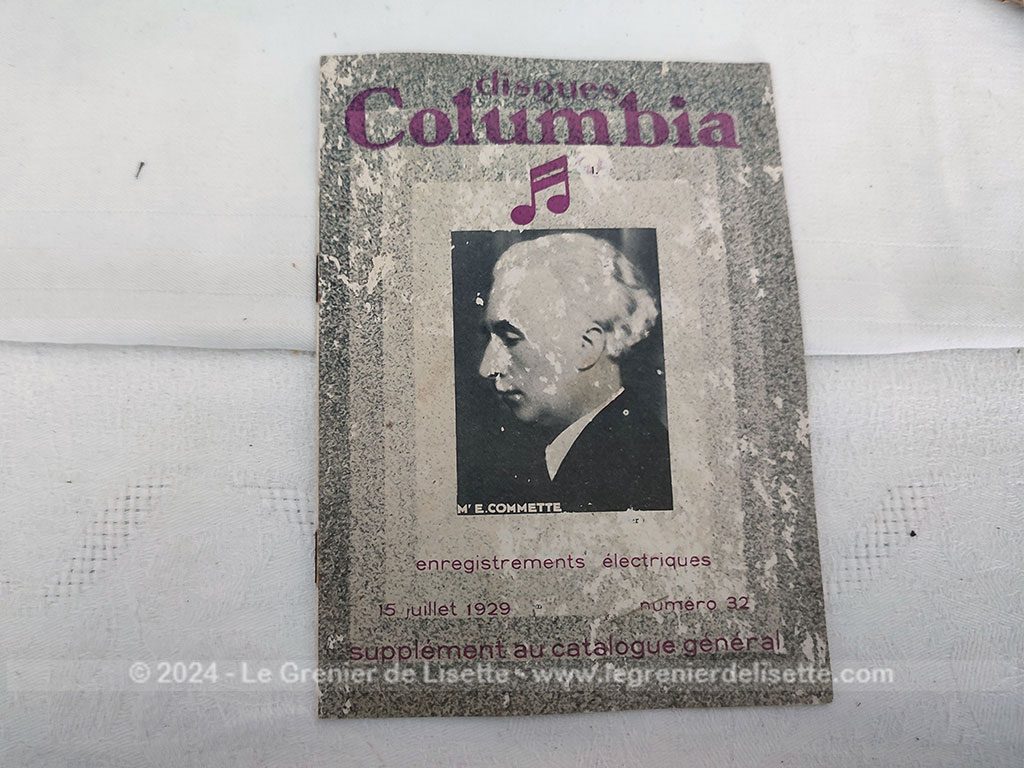 disques
Columbia
Mr E. COMMETTE
enregistrements électriques
15 juillet 1929
numéro 32
supplément au catalogue général
© 2024 - Le Grenier de Lisette - www.legrenierdelisette.com